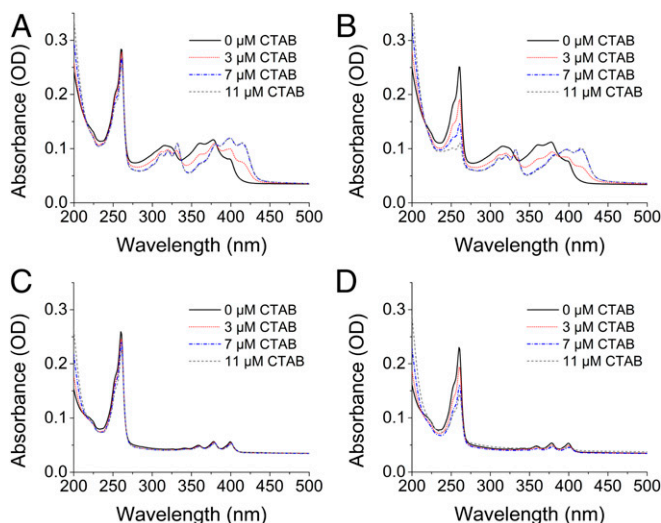 A
B
0.3
0.2
0.1
0.0
Absorbance (OD)
0 µM CTAB
3 µM CTAB
7 µM CTAB
11 µM CTAB
200 250 300 350 400 450 500
Wavelength (nm)
0.3
0.2
0.1
0.0
Absorbance (OD)
0 µM CTAB
3 µM CTAB
7 µM CTAB
11 µM CTAB
200 250 300 350 400 450 500
Wavelength (nm)
C
D
0.3
0.2
0.1
0.0
Absorbance (OD)
0 µM CTAB
3 µM CTAB
7 µM CTAB
11 µM CTAB
200 250 300 350 400 450 500
Wavelength (nm)
0.3
0.2
0.1
0.0
Absorbance (OD)
0 µM CTAB
3 µM CTAB
7 µM CTAB
11 µM CTAB
200 250 300 350 400 450 500
Wavelength (nm)